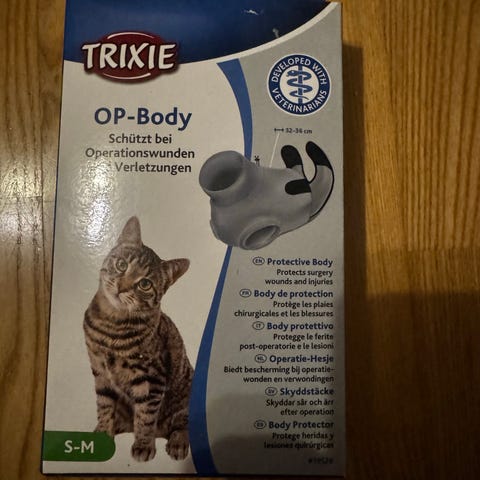 TRIXIE
DEVELOPED WITH
VETERINARIANS
OP-Body
Schützt bei
Operationswunden
Verletzungen
32-36 cm
EN Protective Body
Protects surgery
wounds and injuries
FR Body de protection
Protège les plaies
chirurgicales et les blessures
IT Body protettivo
Protegge le ferite
post-operatorie e le lesioni
NL Operatie-Hesje
Biedt bescherming bij operatie-
wonden en verwondingen
Skyddstäcke
Skyddar sår och ärr
efter operation
ES Body Protector
Protege heridas y
lesiones quirúrgicas
S-M